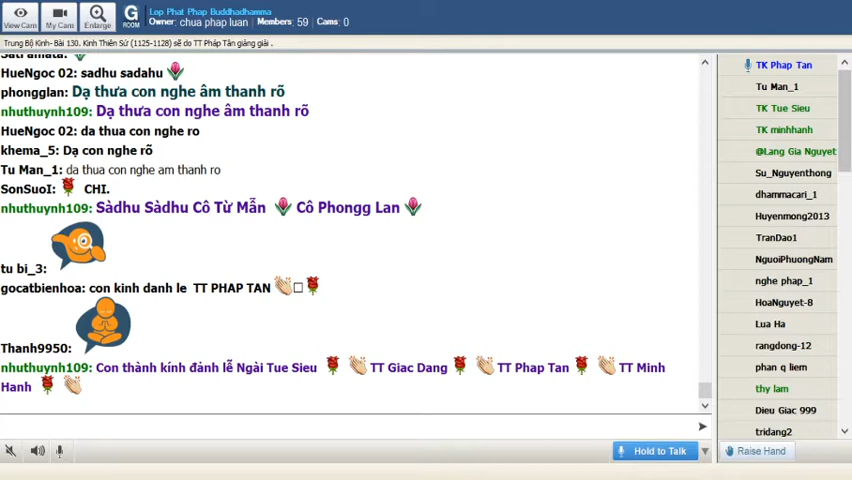 View Cam
My Cams
Enlarge
G
ROOM
Lop Phat Phap Buddhadhamma
Owner: chua phap luan Members: 59 Cams: 0
Trung Bộ Kinh- Bài 130. Kinh Thiên Sứ (1125-1128) sẽ do TT Pháp Tân giảng giải .
HueNgoc 02: sadhu sadahu
phongglan: Dạ thưa con nghe âm thanh rõ
nhuthuynh109: Dạ thưa con nghe âm thanh rõ
HueNgoc 02: da thua con nghe ro
khema_5: Dạ con nghe rõ
Tu Man_1: da thua con nghe am thanh ro
SonSuoI: CHI.
nhuthuynh109: Sàdhu Sàdhu Cô Từ Mẫn Cô Phongg Lan
tu bi_3:
gocatbienhoa: con kinh danh le TT PHAP TAN
Thanh9950:
nhuthuynh109: Con thành kính đảnh lễ Ngài Tue Sieu TT Giac Dang TT Phap Tan TT Minh
Hanh
Hold to Talk
TK Phap Tan
Tu Man_1
TK Tue Sieu
TK minhhanh
@Lang Gia Nguyet
Su_Nguyenthong
dhammacari_1
Huyenmong2013
TranDao1
NguoiPhuongNam
nghe phap_1
HoaNguyet-8
Lua Ha
rangdong-12
phan q liem
thy lam
Dieu Giac 999
tridang2
Raise Hand